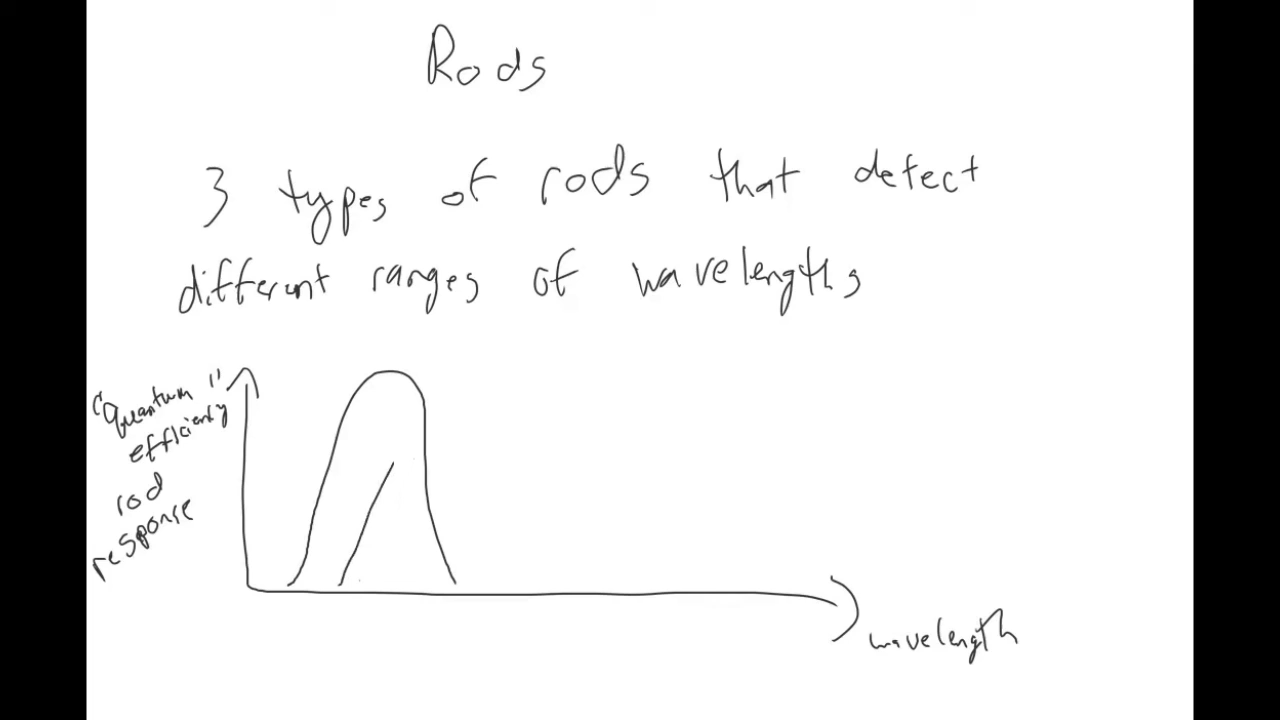 Rods
3 types of rods that detect
different ranges of wavelengths
"Quantum "
efficiency
rod
response
wavelength